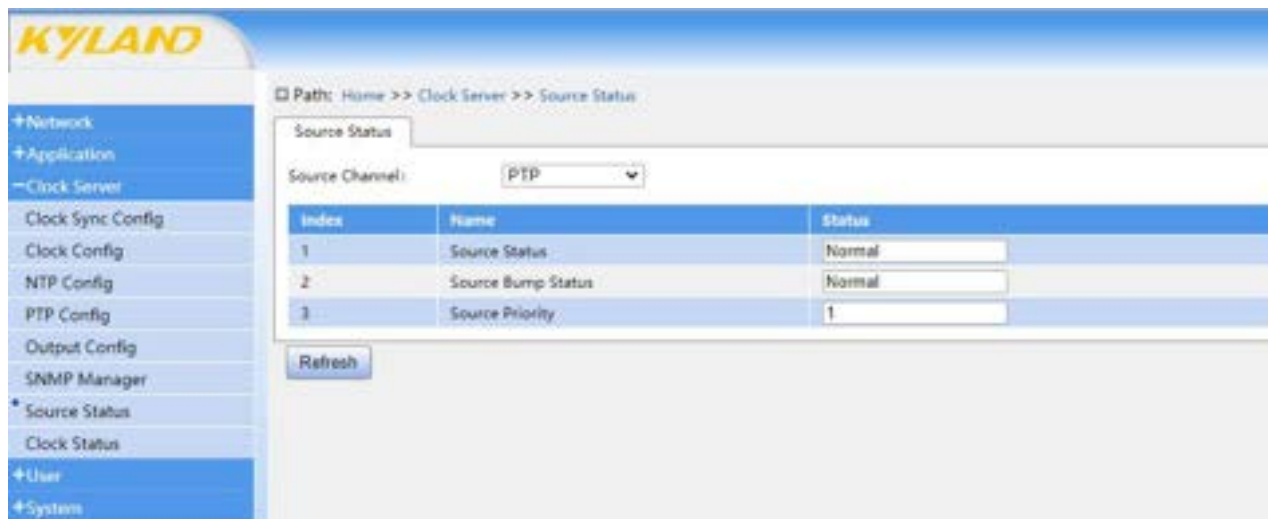 KYLAND
Path: Home >> Clock Server >> Source Status
+Network
+Application
−Clock Server
Clock Sync Config
Clock Config
NTP Config
PTP Config
Output Config
SNMP Manager
Source Status
Clock Status
+User
+System
Source Status
Source Channel: PTP
Index Name Status
1 Source Status Normal
2 Source Bump Status Normal
3 Source Priority 1
Refresh